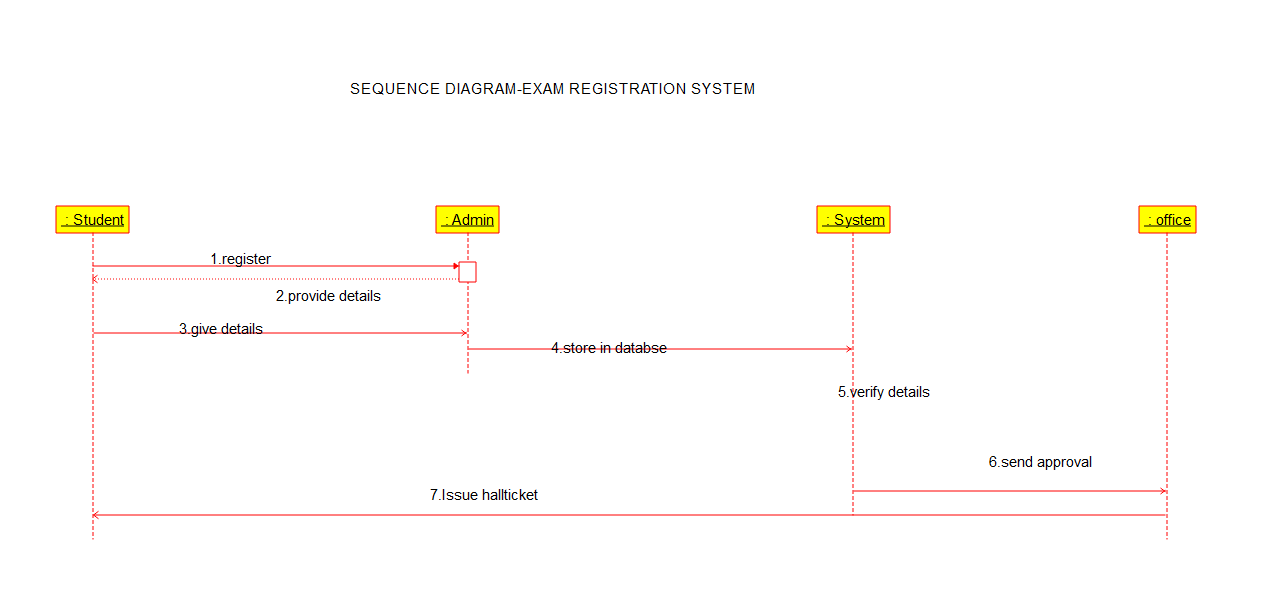 SEQUENCE DIAGRAM-EXAM REGISTRATION SYSTEM
: Student
: Admin
: System
: office
1.register
2.provide details
3.give details
4.store in databse
5.verify details
6.send approval
7.Issue hallticket